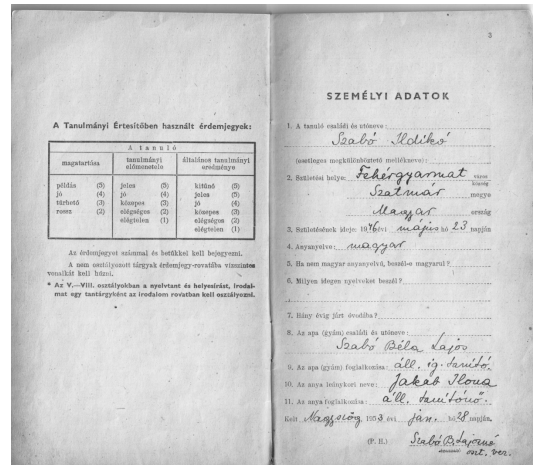 A Tanulmányi Értesítőben használt érdemjegyek:
A tanuló
magatartása
tanulmányi előmenetele
általános tanulmányi eredménye
példás (5) jeles (5) kitünő (5)
jó (4) jó (4) jeles (5)
tűrhető (3) közepes (3) jó (4)
rossz (2) elégséges (2) közepes (3)
elégtelen (1) elégséges (2)
elégtelen (1)
Az érdemjegyet számmal és betűkkel kell bejegyezni.
A nem osztályozott tárgyak érdemjegy-rovatába vízszintes
vonalkát kell húzni.
* Az V.—VIII. osztályokban a nyelvtant és helyesírást, irodal-
mat egy tantárgyként az irodalom rovatban kell osztályozni.
3
SZEMÉLYI ADATOK
1. A tanuló családi és utóneve:
Szabó Ildikó
(esetleges megkülönböztető mellékneve):
2. Születési helye: Fehérgyarmat város község
Szatmár megye
Magyar ország
3. Születésének ideje: 1946 évi május hó 23 napján
4. Anyanyelve: magyar
5. Ha nem magyar anyanyelvű, beszél-e magyarul?
6. Milyen idegen nyelveket beszél?
7. Hány évig járt óvodába?
8. Az apa (gyám) családi és utóneve:
Szabó Béla Lajos
9. Az apa (gyám) foglalkozása: áll. ig. tanító.
10. Az anya leánykori neve: Jakab Ilona
11. Az anya foglalkozása: áll. tanítónő.
Kelt Nagyszög, 1953 évi jan. hó 28 napján.
(P. H.) Szabó B. Lajosné
oszt. vez.